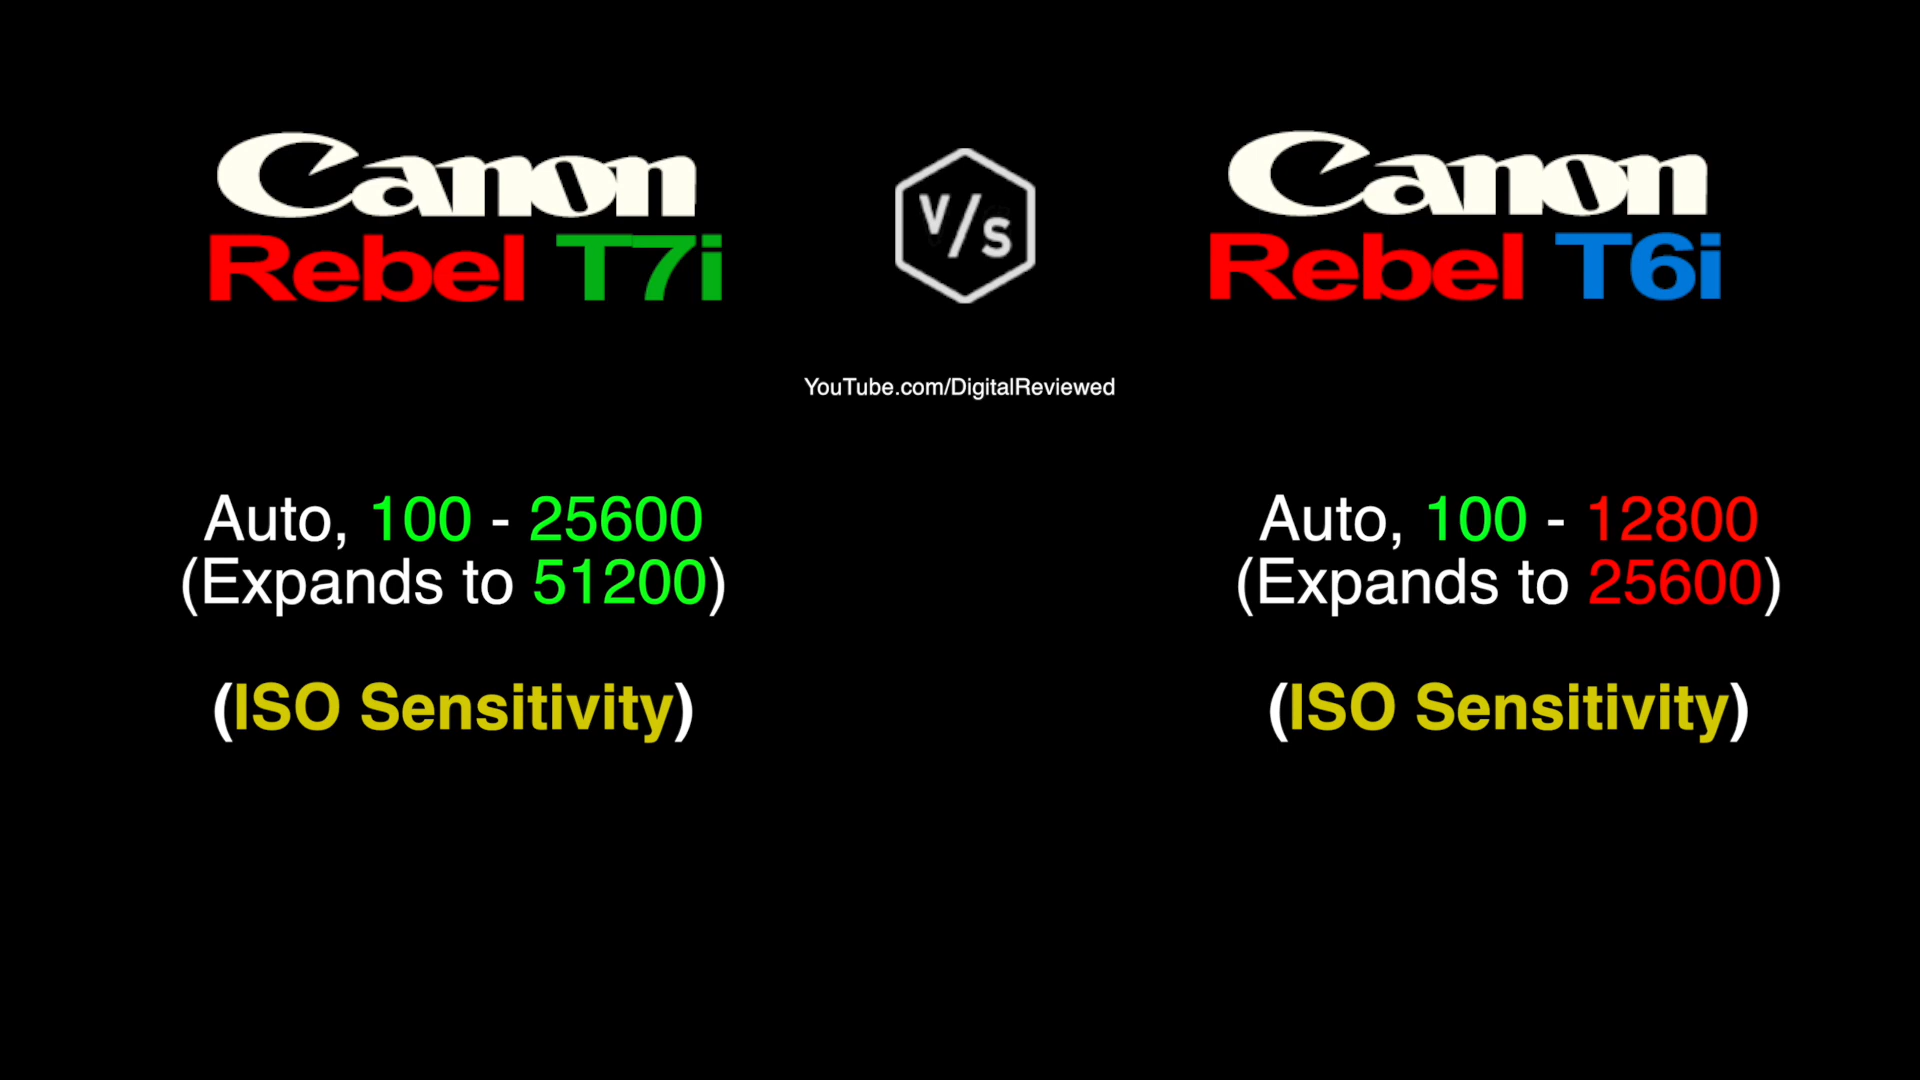 Canon
Rebel T7i
V/S
Canon
Rebel T6i
YouTube.com/DigitalReviewed
Auto, 100 - 25600
(Expands to 51200)
(ISO Sensitivity)
Auto, 100 - 12800
(Expands to 25600)
(ISO Sensitivity)